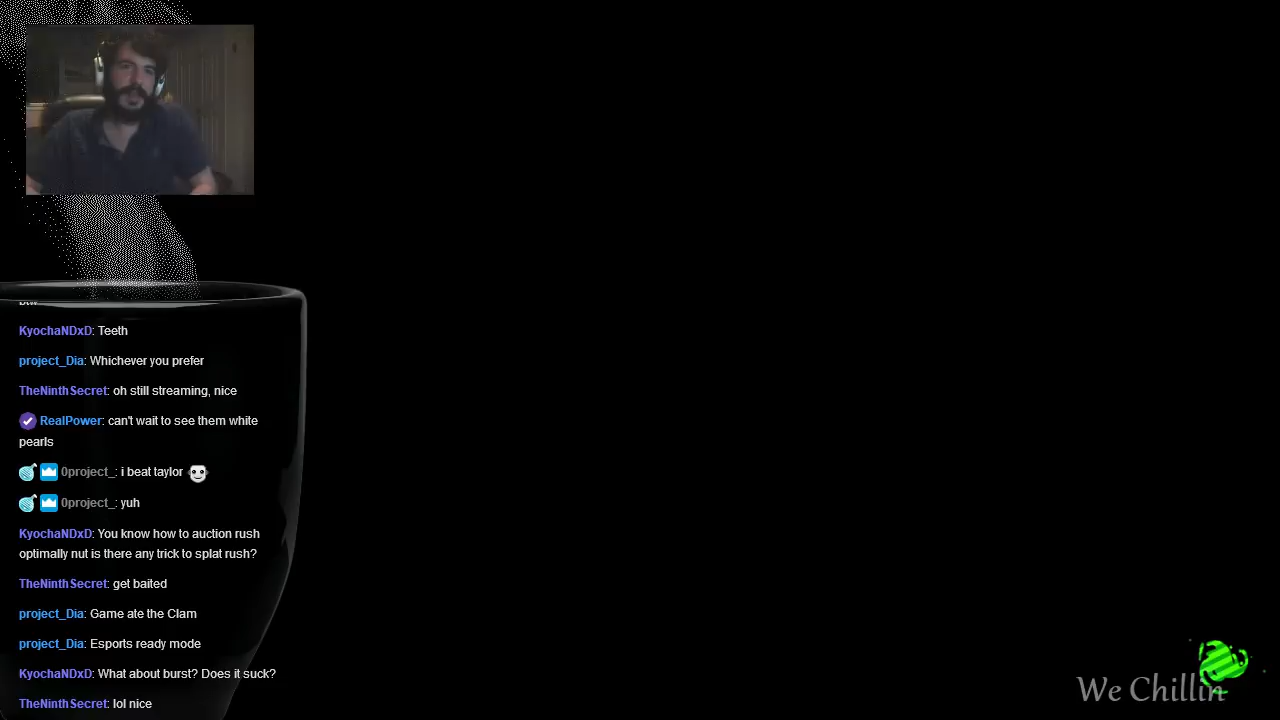 KyochaNDxD: Teeth
project_Dia: Whichever you prefer
TheNinthSecret: oh still streaming, nice
RealPower: can't wait to see them white
pearls
0project_: i beat taylor
0project_: yuh
KyochaNDxD: You know how to auction rush
optimally nut is there any trick to splat rush?
TheNinthSecret: get baited
project_Dia: Game ate the Clam
project_Dia: Esports ready mode
KyochaNDxD: What about burst? Does it suck?
TheNinthSecret: lol nice
We Chillin